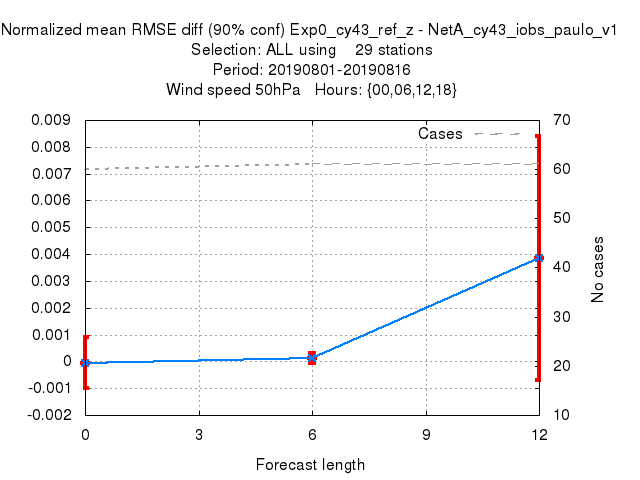 Normalized mean RMSE diff (90% conf) Exp0_cy43_ref_z - NetA_cy43_iobs_paulo_v1
Selection: ALL using    29 stations
Period: 20190801-20190816
Wind speed 50hPa   Hours: {00,06,12,18}
0.009
0.008
0.007
0.006
0.005
0.004
0.003
0.002
0.001
0
-0.001
-0.002
Cases
70
60
50
40
30
20
10
No cases
0 3 6 9 12
Forecast length